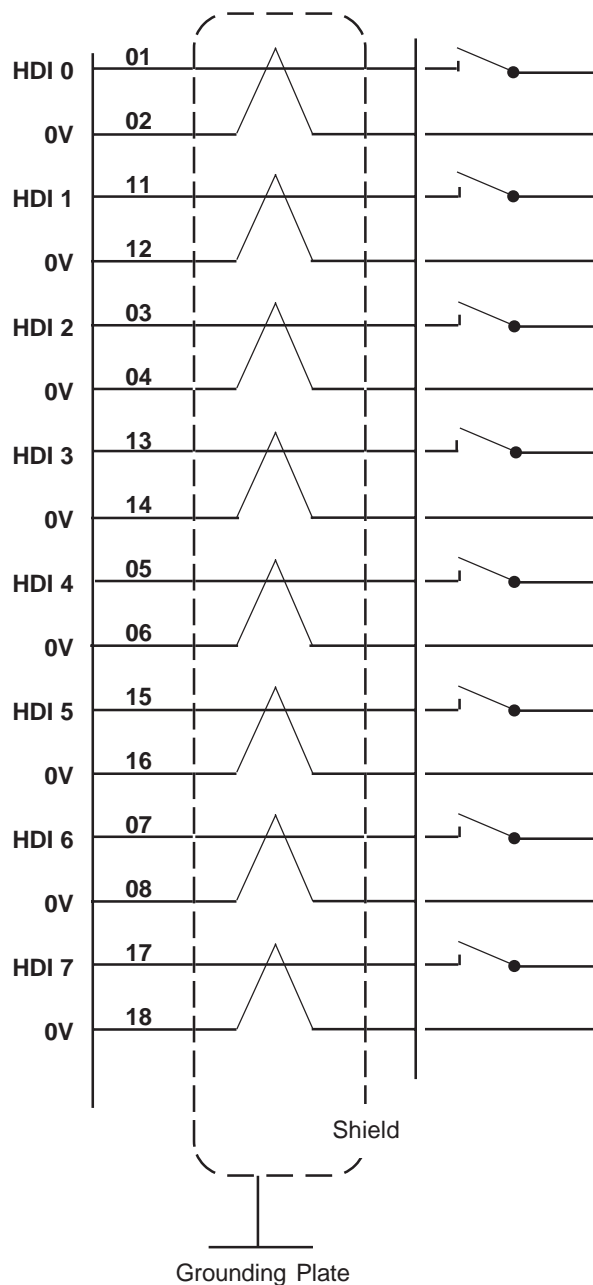 HDI 0 01
0V 02
HDI 1 11
0V 12
HDI 2 03
0V 04
HDI 3 13
0V 14
HDI 4 05
0V 06
HDI 5 15
0V 16
HDI 6 07
0V 08
HDI 7 17
0V 18
Shield
Grounding Plate